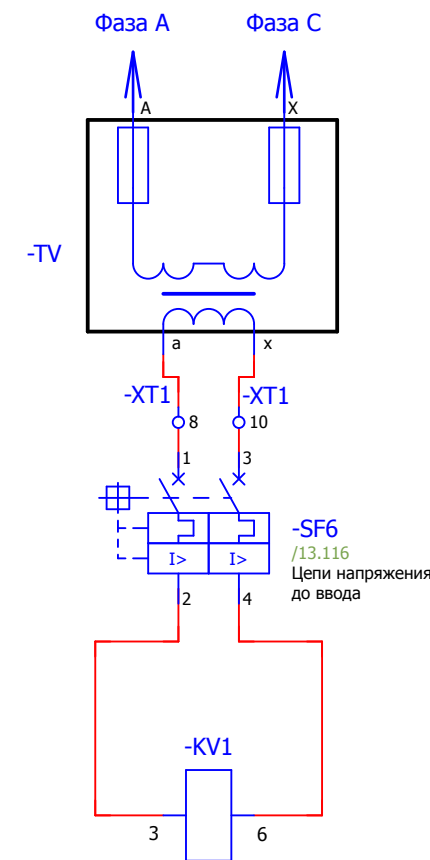 Фаза A Фаза C
A X
-TV
a x
-XT1 -XT1
8 10
1 3
-SF6
/13.116
I> I>
Цепи напряжения
до ввода
2 4
-KV1
3 6